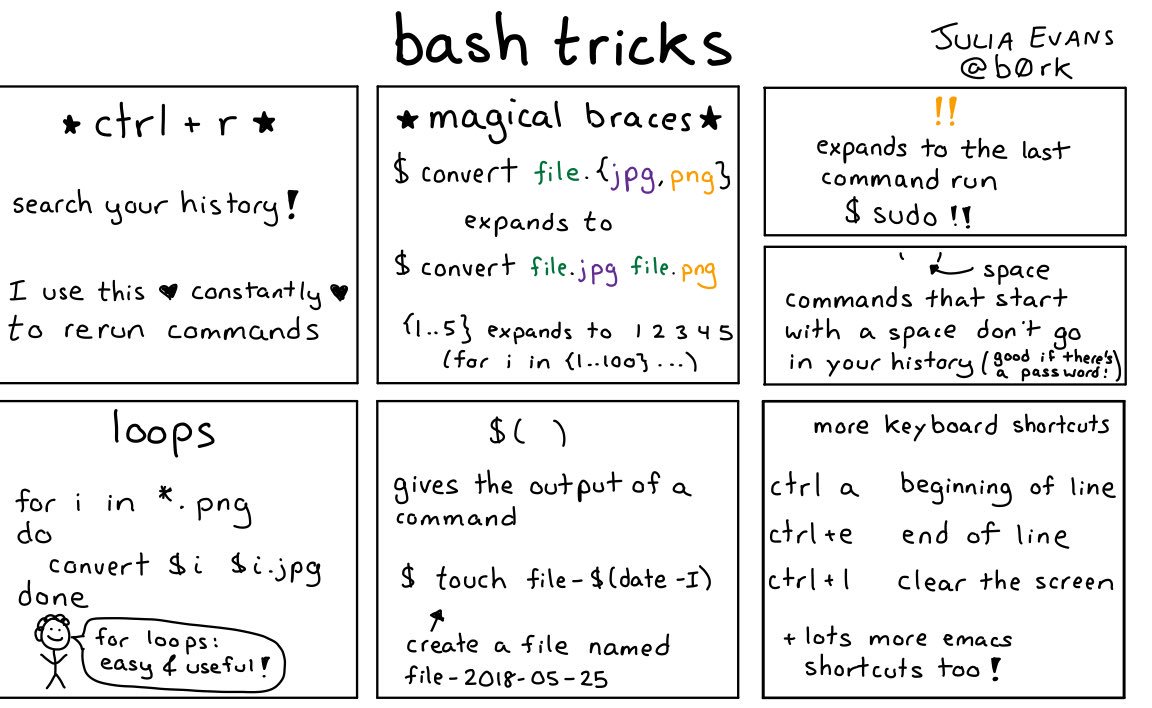 bash tricks
JULIA EVANS
@b0rk
★ ctrl + r ★
search your history!
I use this ♥ constantly ♥
to rerun commands
★ magical braces ★
$ convert file.{jpg,png}
expands to
$ convert file.jpg file.png
{1..5} expands to 1 2 3 4 5
(for i in {1..100} ...)
!!
expands to the last
command run
$ sudo !!
' ' ← space
commands that start
with a space don't go
in your history (good if there's
a password!)
loops
for i in *.png
do
convert $i $i.jpg
done
for loops:
easy & useful!
$( )
gives the output of a
command
$ touch file-$(date -I)
create a file named
file-2018-05-25
more keyboard shortcuts
ctrl a beginning of line
ctrl+e end of line
ctrl+l clear the screen
+ lots more emacs
shortcuts too!